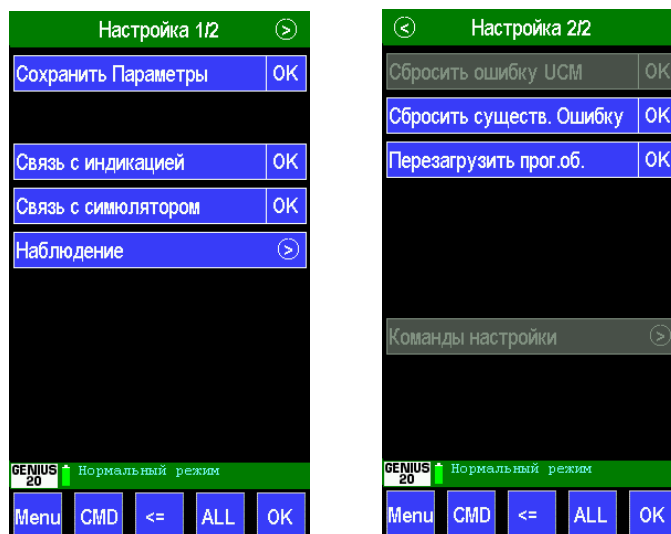 Настройка 1/2 >
Сохранить Параметры OK
Связь с индикацией OK
Связь с симюлятором OK
Наблюдение >
GENIUS 20 Нормальный режим
Menu CMD <= ALL OK
< Настройка 2/2
Сбросить ошибку UCM OK
Сбросить существ. Ошибку OK
Перезагрузить прог.об. OK
Команды настройки >
GENIUS 20 Нормальный режим
Menu CMD <= ALL OK